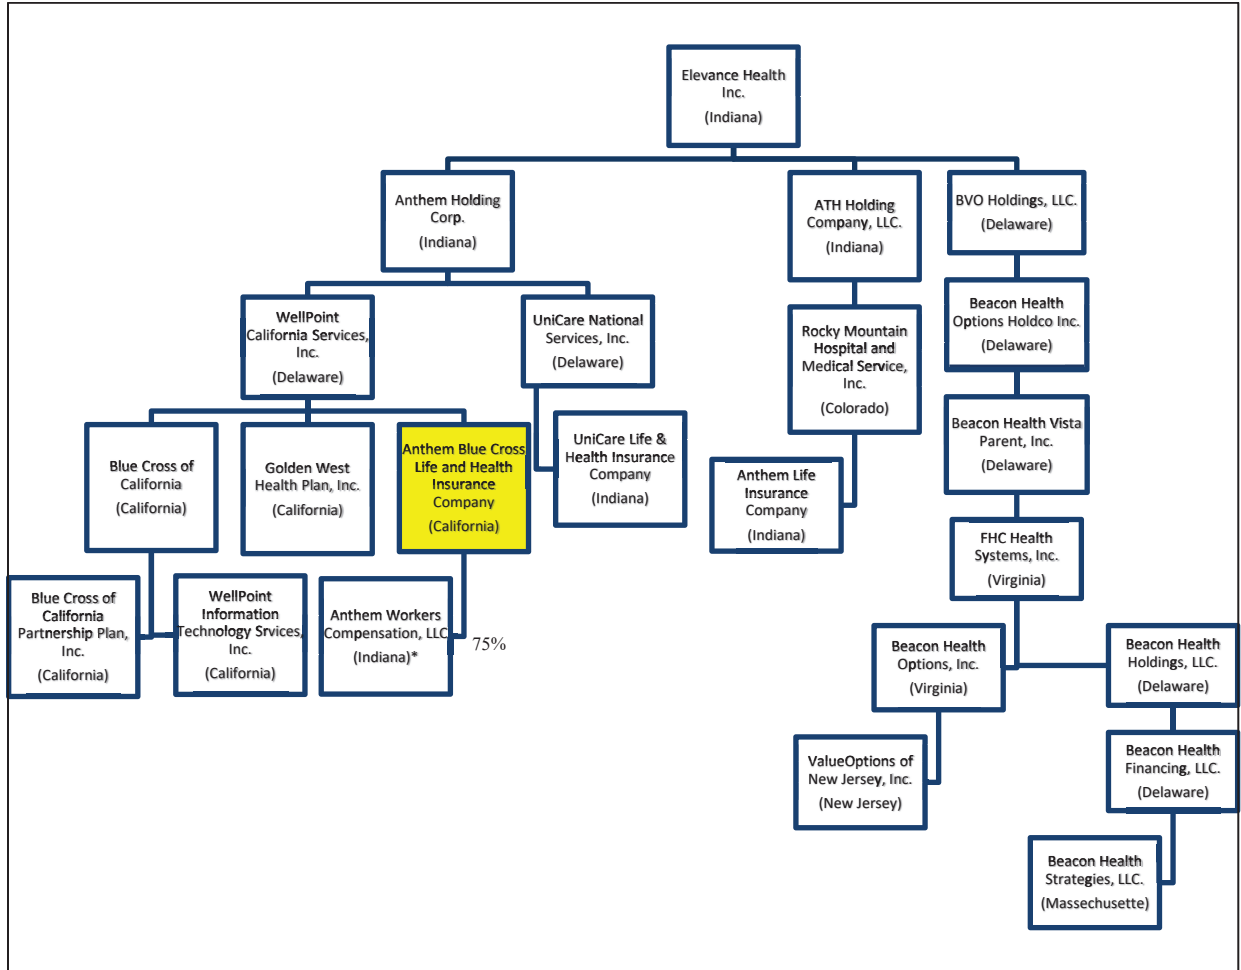 Elevance Health
Inc.
(Indiana)
Anthem Holding
Corp.
(Indiana)
ATH Holding
Company, LLC.
(Indiana)
BVO Holdings, LLC.
(Delaware)
WellPoint
California Services,
Inc.
(Delaware)
UniCare National
Services, Inc.
(Delaware)
Rocky Mountain
Hospital and
Medical Service,
Inc.
(Colorado)
Beacon Health
Options Holdco Inc.
(Delaware)
Blue Cross of
California
(California)
Golden West
Health Plan, Inc.
(California)
Anthem Blue Cross
Life and Health
Insurance
Company
(California)
UniCare Life &
Health Insurance
Company
(Indiana)
Anthem Life
Insurance
Company
(Indiana)
Beacon Health Vista
Parent, Inc.
(Delaware)
FHC Health
Systems, Inc.
(Virginia)
Blue Cross of
California
Partnership Plan,
Inc.
(California)
WellPoint
Information
Technology Srvices,
Inc.
(California)
Anthem Workers
Compensation, LLC
(Indiana)*
75%
Beacon Health
Options, Inc.
(Virginia)
Beacon Health
Holdings, LLC.
(Delaware)
ValueOptions of
New Jersey, Inc.
(New Jersey)
Beacon Health
Financing, LLC.
(Delaware)
Beacon Health
Strategies, LLC.
(Massechusette)